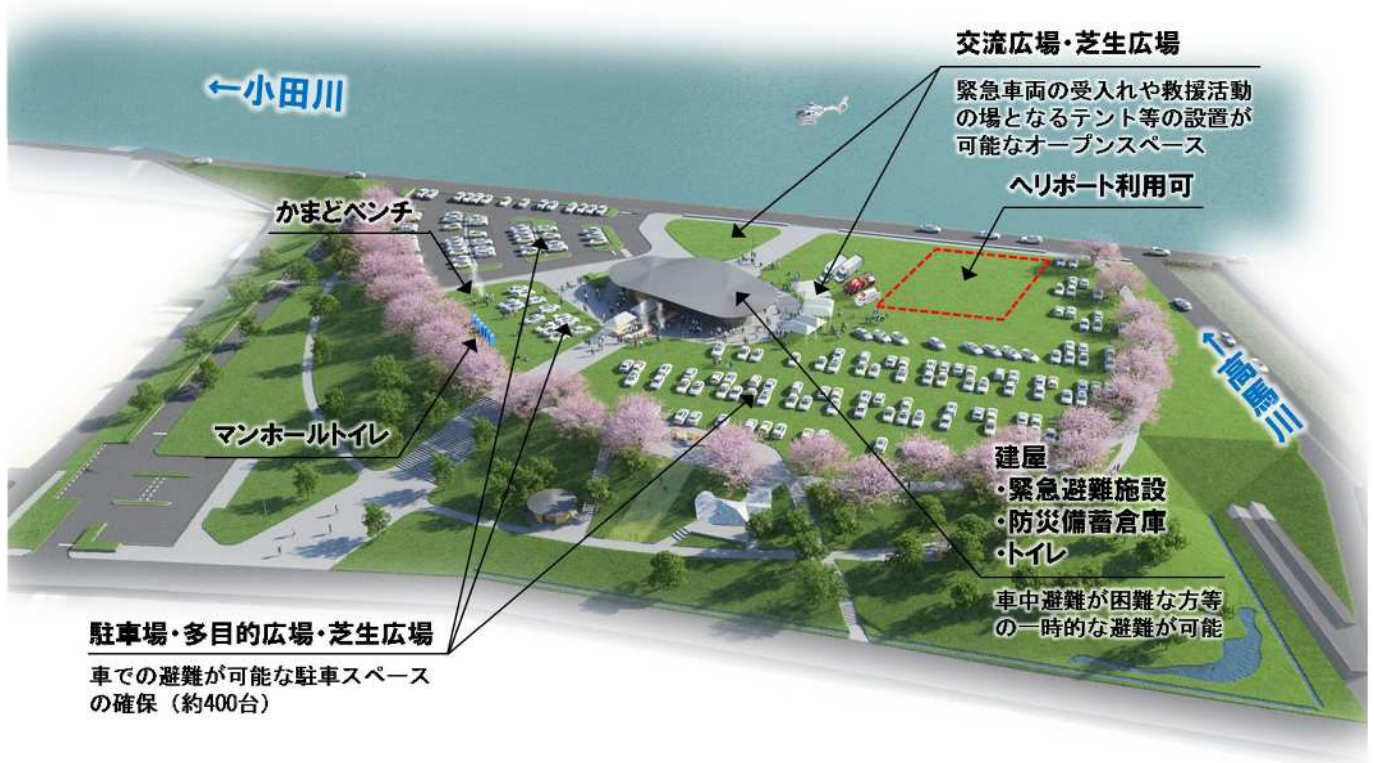 交流広場・芝生広場
緊急車両の受入れや救援活動
の場となるテント等の設置が
可能なオープンスペース
←小田川
ヘリポート利用可
かまどベンチ
←高馬川
マンホールトイレ
建屋
・緊急避難施設
・防災備蓄倉庫
・トイレ
車中避難が困難な方等
の一時的な避難が可能
駐車場・多目的広場・芝生広場
車での避難が可能な駐車スペース
の確保（約400台）